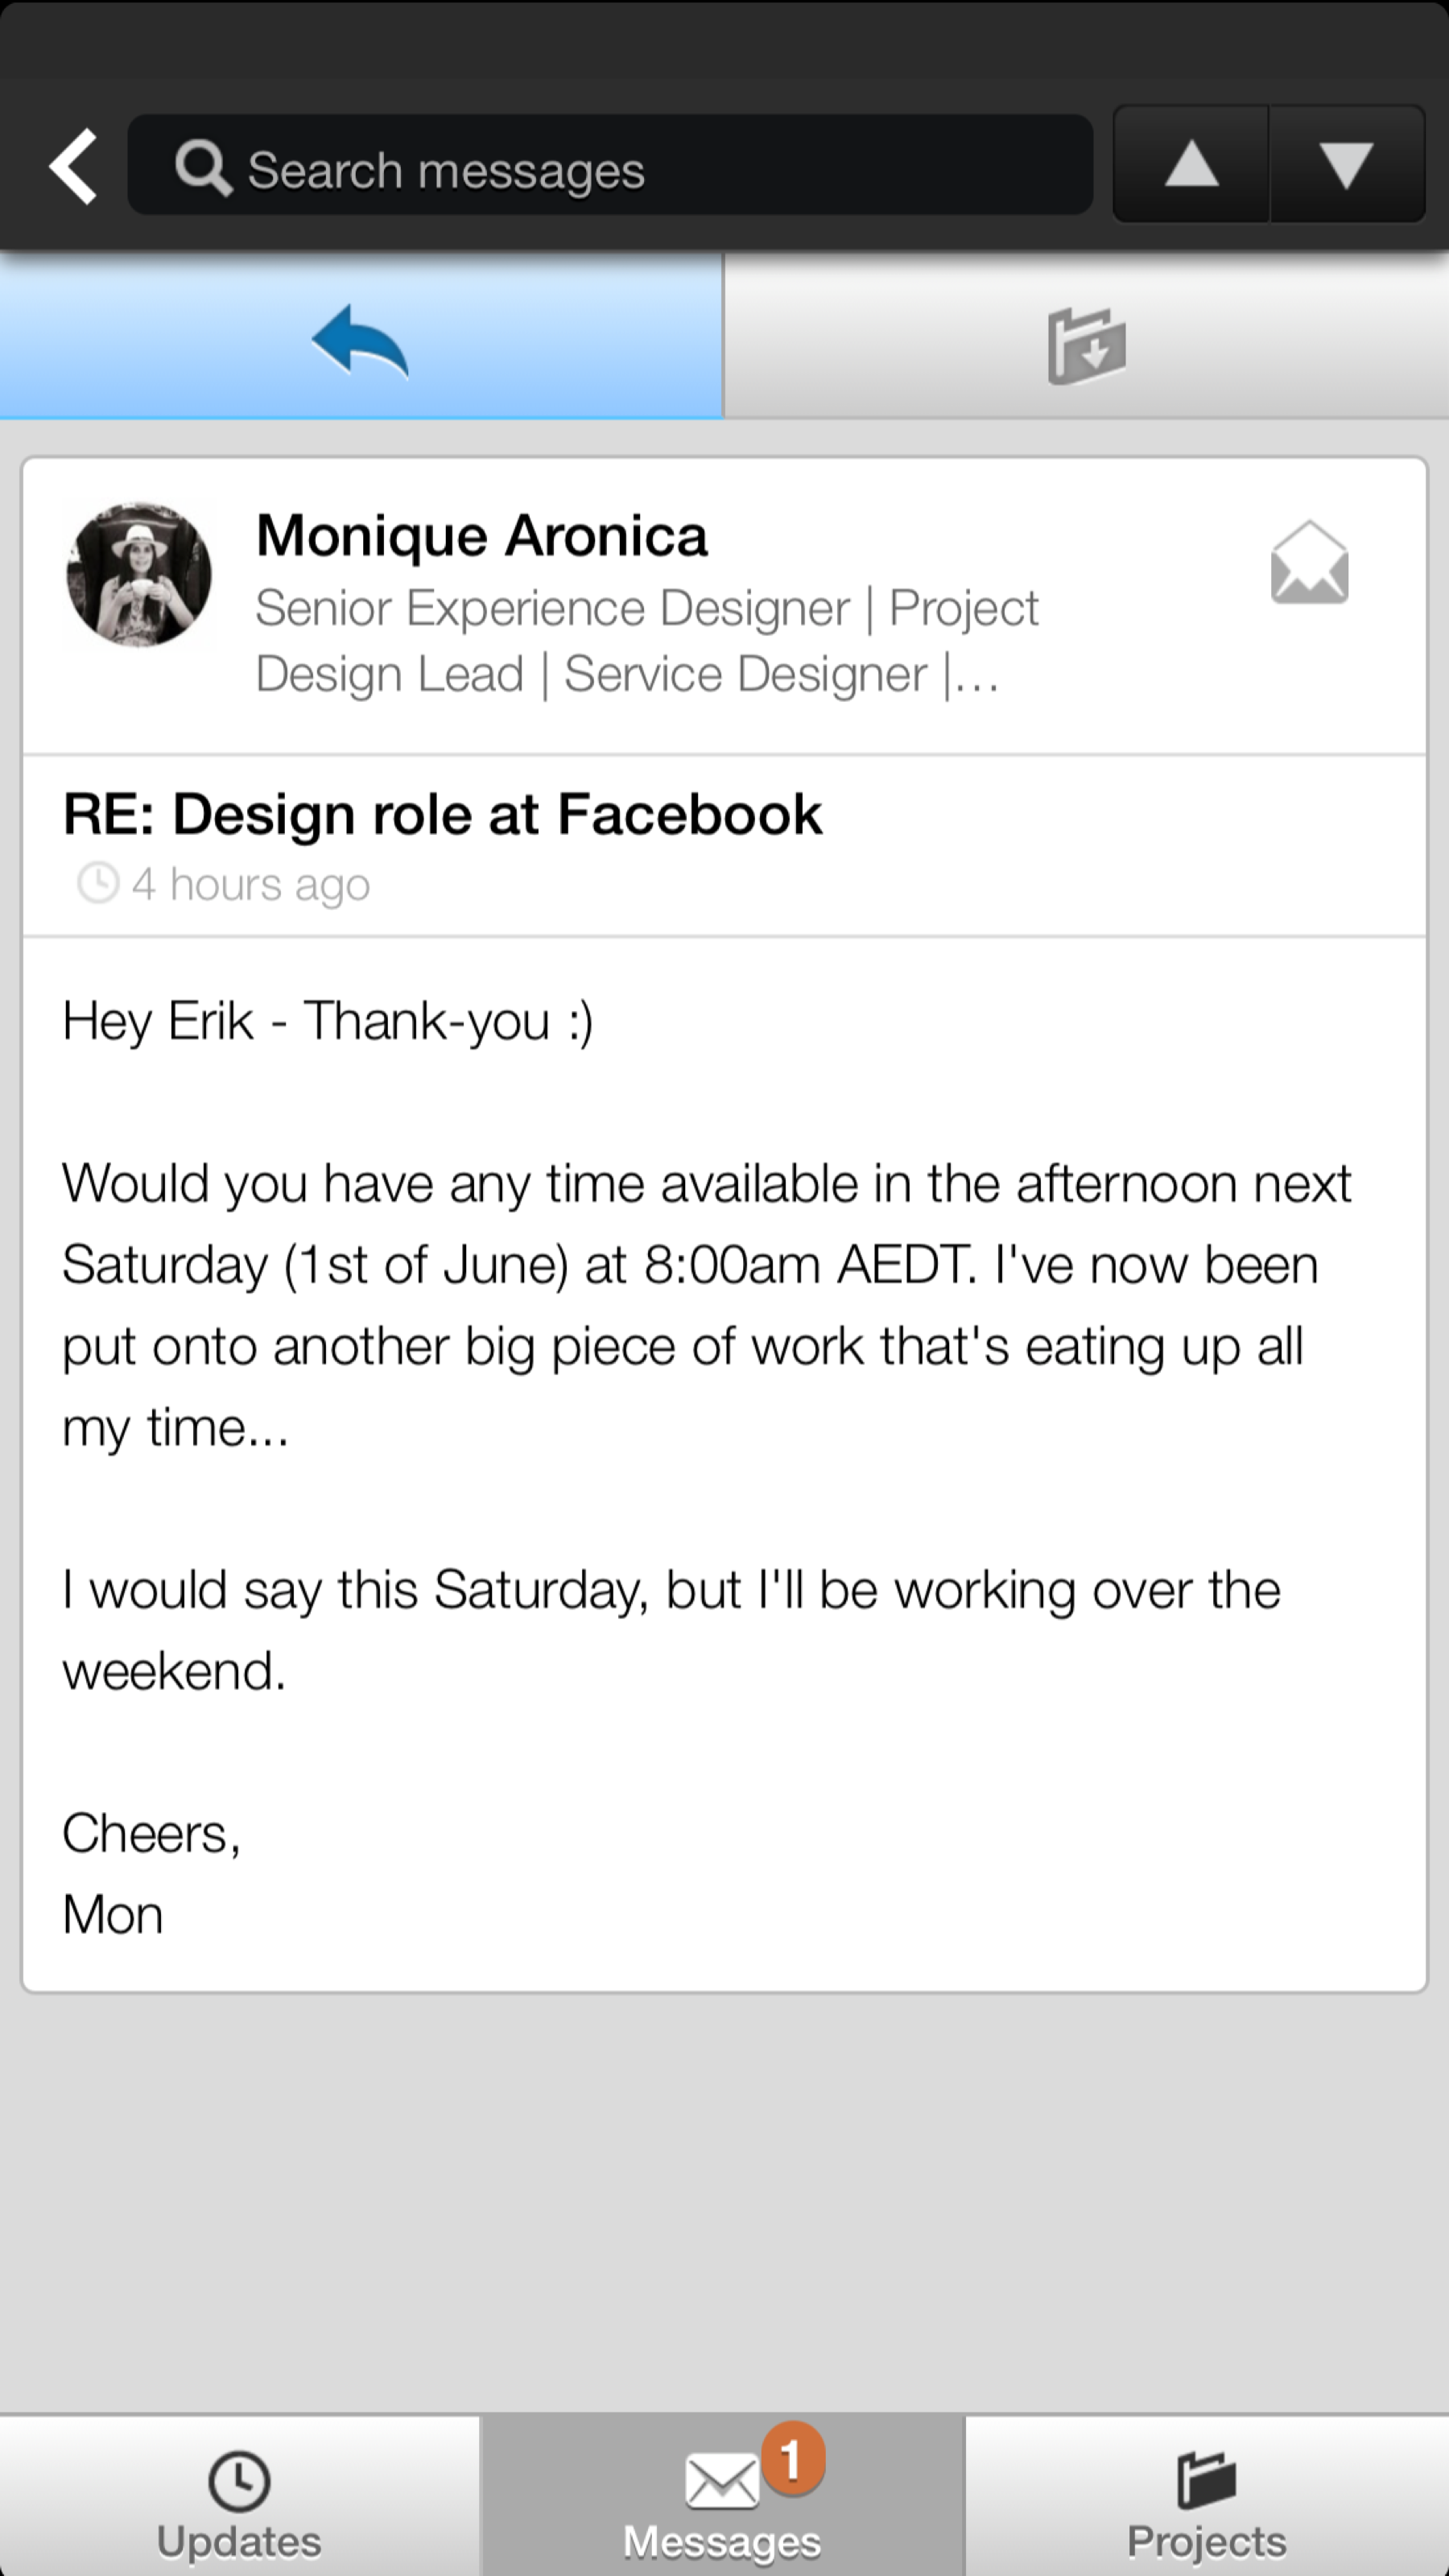 Search messages
Monique Aronica
Senior Experience Designer | Project
Design Lead | Service Designer |...
RE: Design role at Facebook
4 hours ago
Hey Erik - Thank-you :)
Would you have any time available in the afternoon next
Saturday (1st of June) at 8:00am AEDT. I've now been
put onto another big piece of work that's eating up all
my time...
I would say this Saturday, but I'll be working over the
weekend.
Cheers,
Mon
1
Updates
Messages
Projects